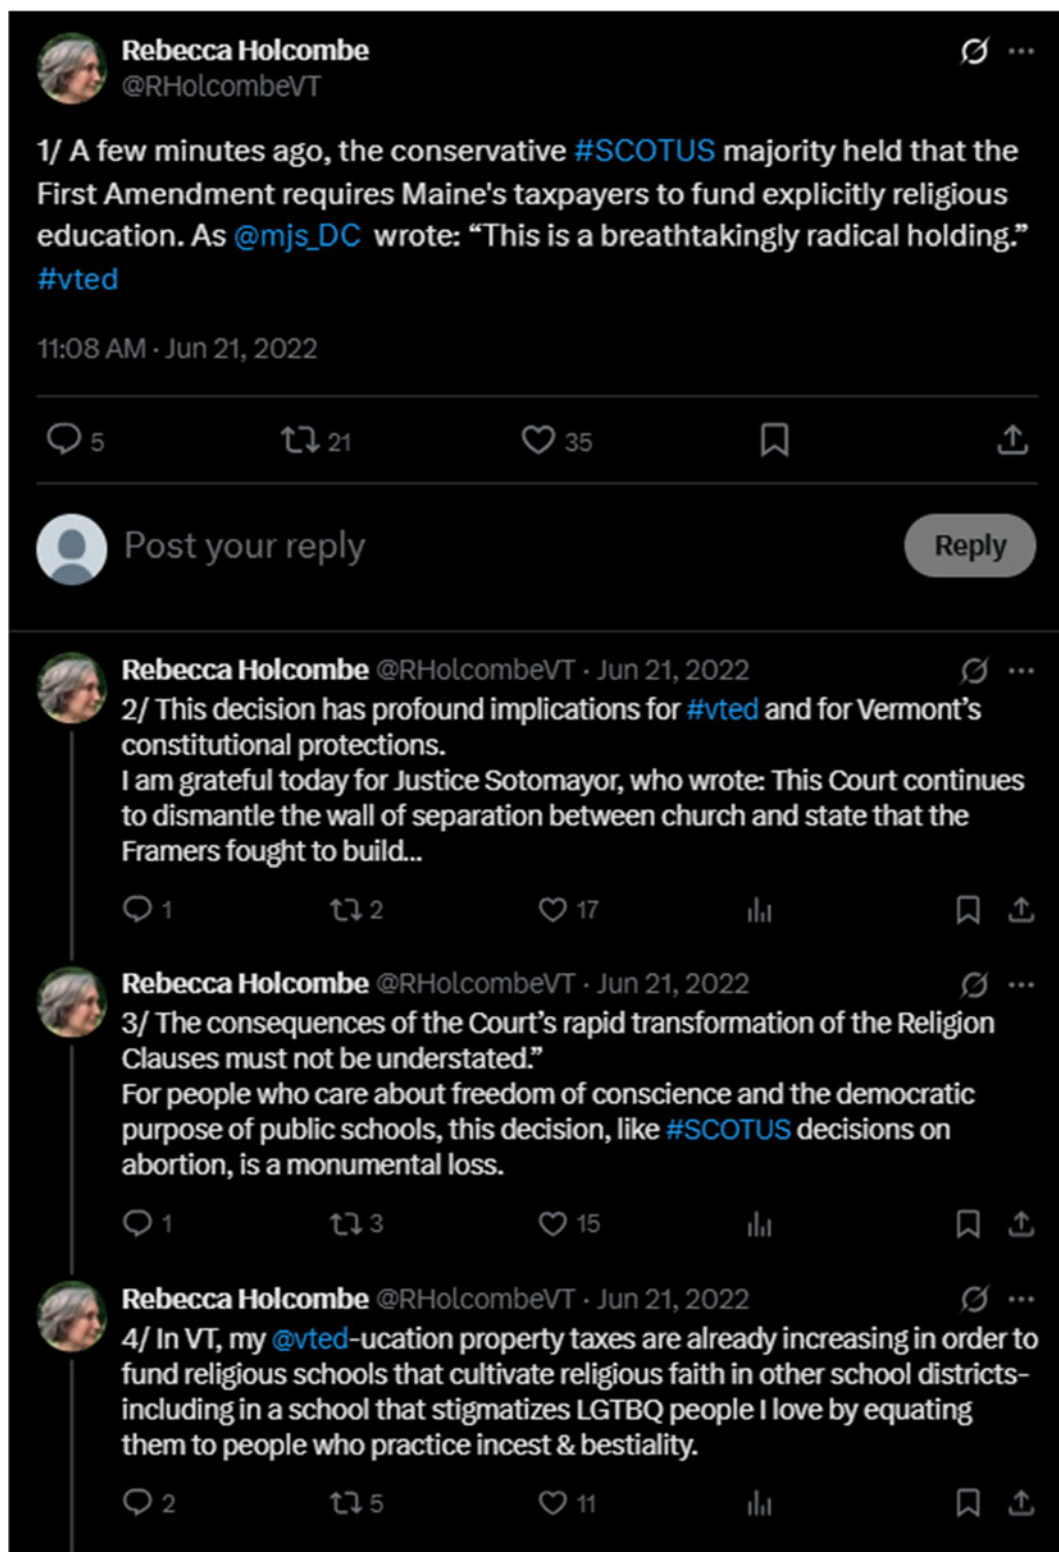 Rebecca Holcombe
@RHolcombeVT
1/ A few minutes ago, the conservative #SCOTUS majority held that the
First Amendment requires Maine's taxpayers to fund explicitly religious
education. As @mjs_DC wrote: “This is a breathtakingly radical holding.”
#vted
11:08 AM · Jun 21, 2022
5 21 35
Post your reply
Reply
Rebecca Holcombe @RHolcombeVT · Jun 21, 2022
2/ This decision has profound implications for #vted and for Vermont’s
constitutional protections.
I am grateful today for Justice Sotomayor, who wrote: This Court continues
to dismantle the wall of separation between church and state that the
Framers fought to build...
1 2 17
Rebecca Holcombe @RHolcombeVT · Jun 21, 2022
3/ The consequences of the Court’s rapid transformation of the Religion
Clauses must not be understated.”
For people who care about freedom of conscience and the democratic
purpose of public schools, this decision, like #SCOTUS decisions on
abortion, is a monumental loss.
1 3 15
Rebecca Holcombe @RHolcombeVT · Jun 21, 2022
4/ In VT, my @vted-ucation property taxes are already increasing in order to
fund religious schools that cultivate religious faith in other school districts-
including in a school that stigmatizes LGTBQ people I love by equating
them to people who practice incest & bestiality.
2 5 11